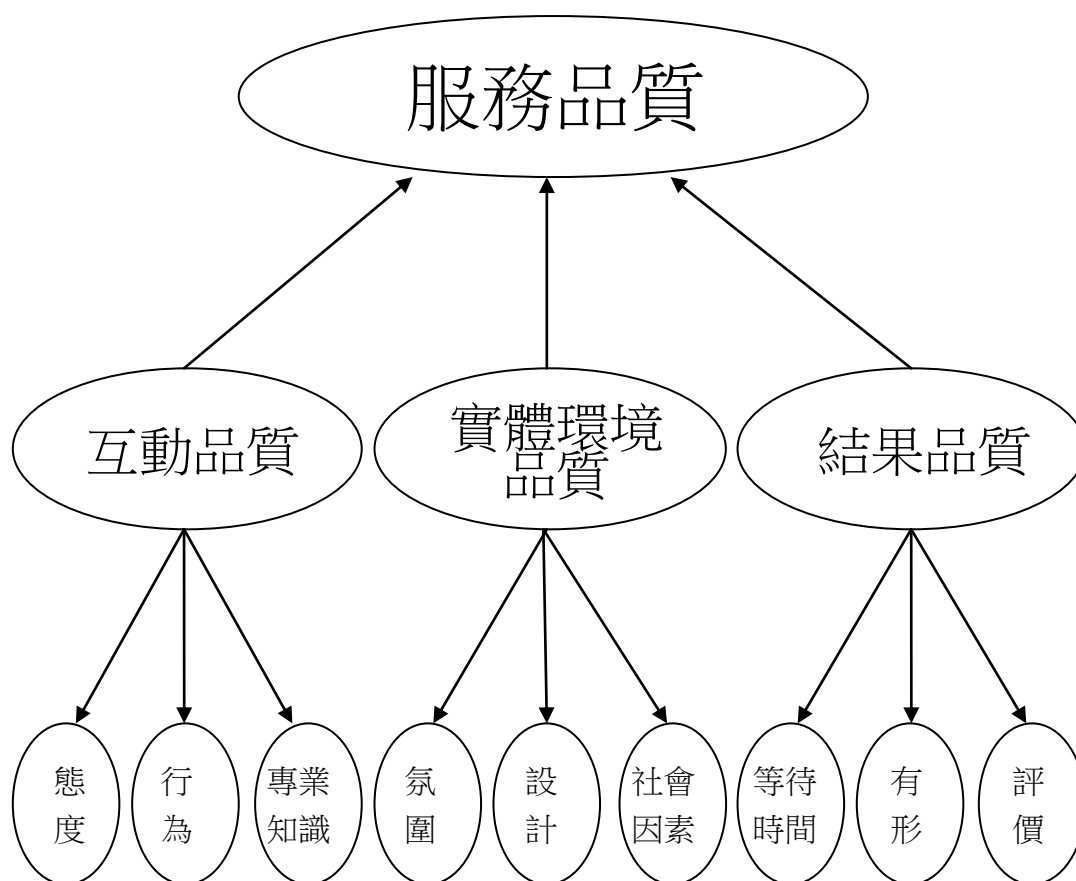 服務品質
互動品質
實體環境
品質
結果品質
態
度
行
為
專業
知識
氛
圍
設
計
社會
因素
等待
時間
有
形
評
價